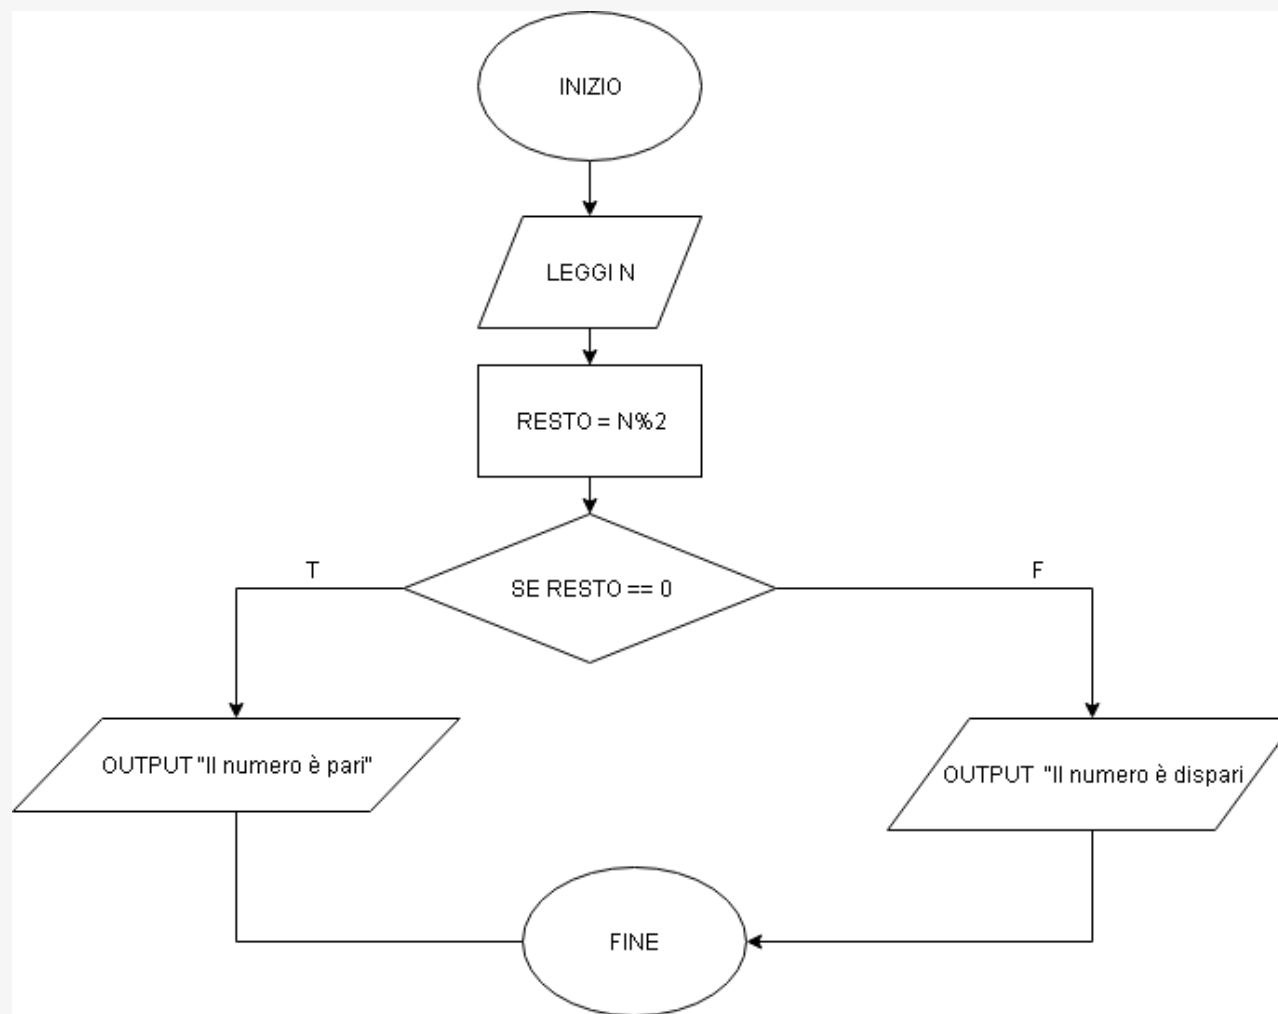 INIZIO
LEGGI N
RESTO = N%2
SE RESTO == 0
T
F
OUTPUT "Il numero è pari"
OUTPUT "Il numero è dispari
FINE